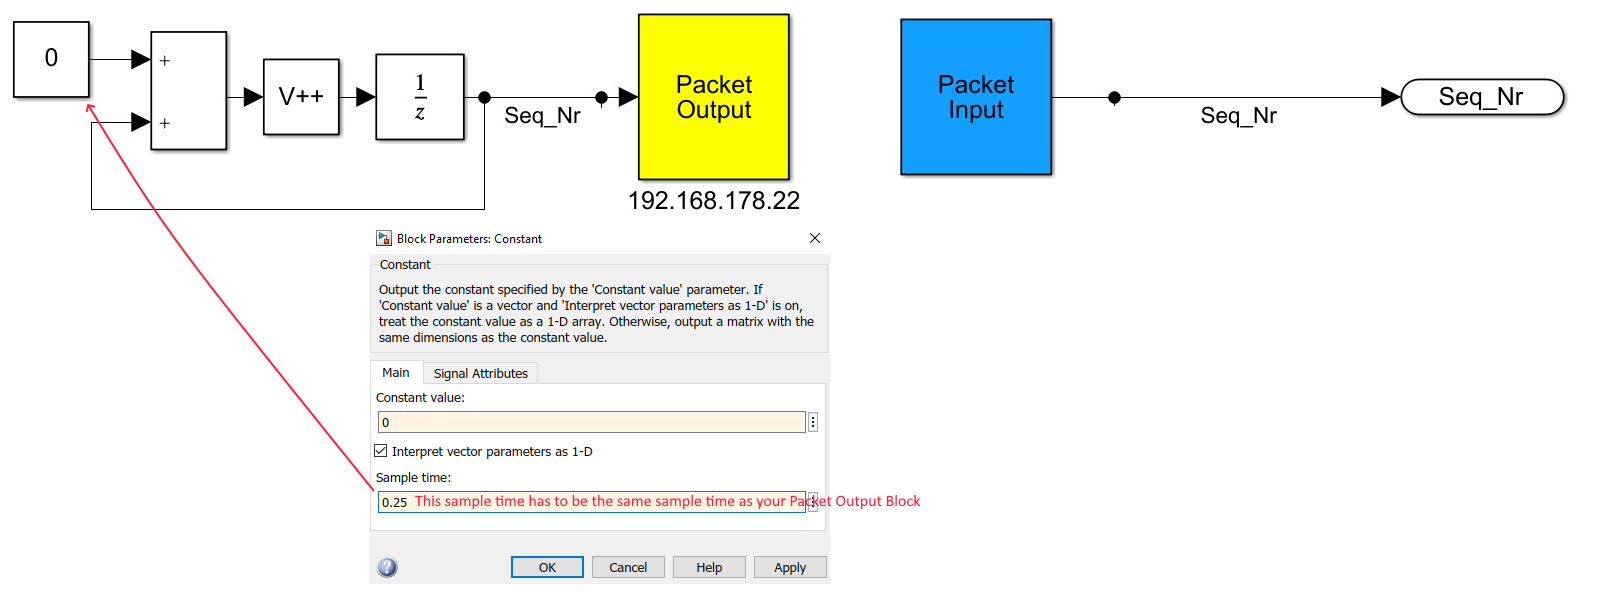 0
+
+
V++
1
z
Seq_Nr
Packet
Output
192.168.178.22
Packet
Input
Seq_Nr
Seq_Nr
Block Parameters: Constant
Constant
Output the constant specified by the 'Constant value' parameter. If
'Constant value' is a vector and 'Interpret vector parameters as 1-D' is on,
treat the constant value as a 1-D array. Otherwise, output a matrix with the
same dimensions as the constant value.
Main
Signal Attributes
Constant value:
0
Interpret vector parameters as 1-D
Sample time:
0.25
This sample time has to be the same sample time as your Packet Output Block
?
OK
Cancel
Help
Apply